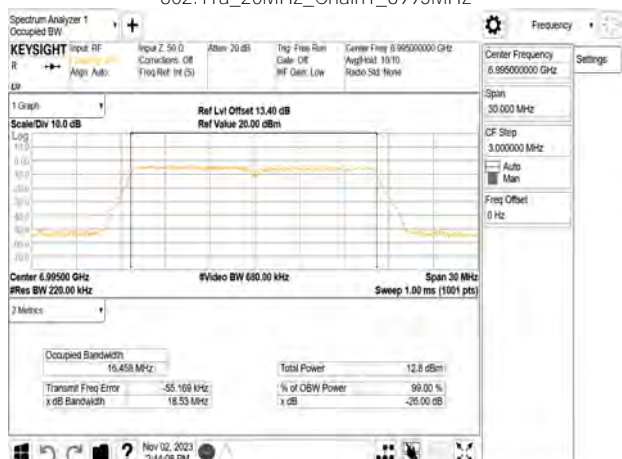 802.11a_20MHz_Chain1_6995MHz
Spectrum Analyzer 1
Occupied BW
+
Frequency
KEYSIGHT Input: RF Input Z: 50 Ω Atten: 20 dB Trig: Free Run Center Freq: 6.995000000 GHz
R Corrections: Off Gate: Off Avg|Hold: 10/10
Align: Auto Freq Ref: Int (S) #IF Gain: Low Radio Std: None
Center Frequency
6.995000000 GHz
Settings
Span
30.000 MHz
CF Step
3.000000 MHz
Auto
Man
Freq Offset
0 Hz
1 Graph
Ref Lvl Offset 13.40 dB
Scale/Div 10.0 dB Ref Value 20.00 dBm
Log
Center 6.99500 GHz #Video BW 680.00 kHz Span 30 MHz
#Res BW 220.00 kHz Sweep 1.00 ms (1001 pts)
2 Metrics
Occupied Bandwidth
16.458 MHz Total Power 12.8 dBm
Transmit Freq Error -55.169 kHz % of OBW Power 99.00 %
x dB Bandwidth 18.53 MHz x dB -26.00 dB
? Nov 02, 2023